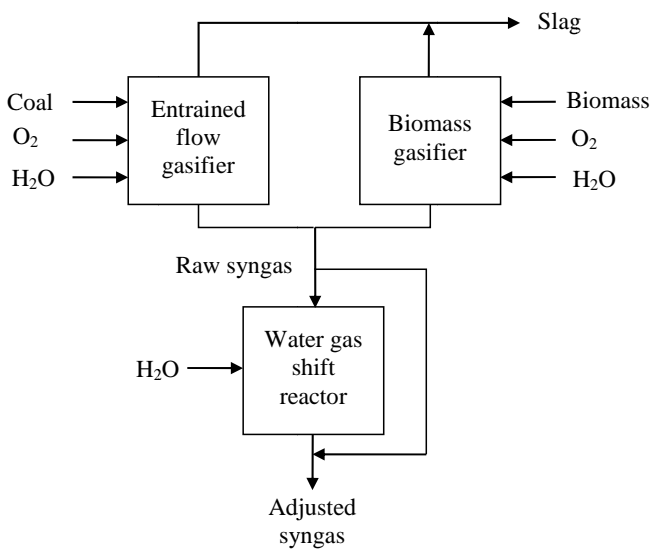 Slag
Coal
O₂
H₂O
Entrained
flow
gasifier
Biomass
gasifier
Biomass
O₂
H₂O
Raw syngas
H₂O
Water gas
shift
reactor
Adjusted
syngas